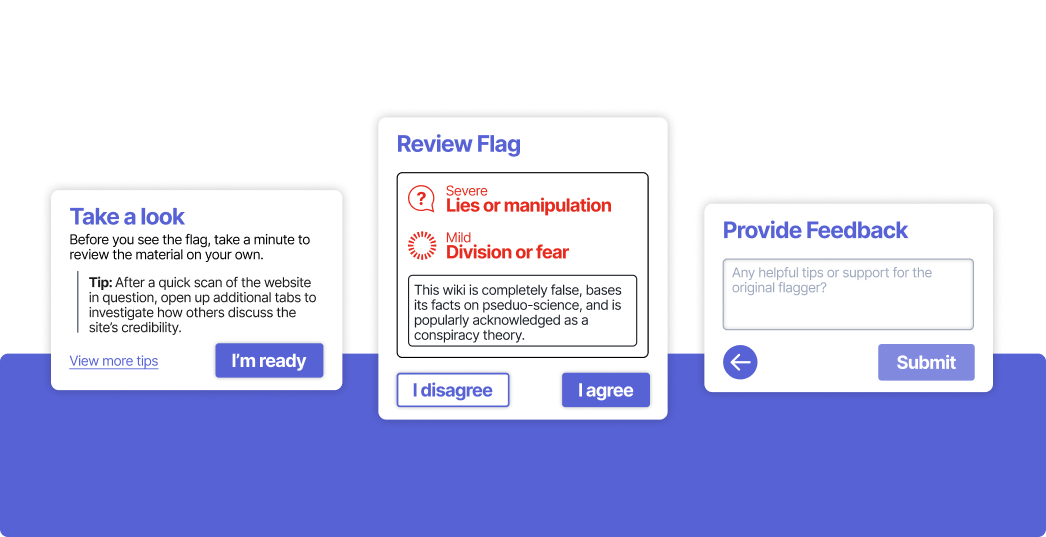 Take a look
Before you see the flag, take a minute to
review the material on your own.
Tip: After a quick scan of the website
in question, open up additional tabs to
investigate how others discuss the
site's credibility.
View more tips
I'm ready
Review Flag
?
Severe
Lies or manipulation
Mild
Division or fear
This wiki is completely false, bases
its facts on pseduo-science, and is
popularly acknowledged as a
conspiracy theory.
I disagree
I agree
Provide Feedback
Any helpful tips or support for the
original flagger?
Submit